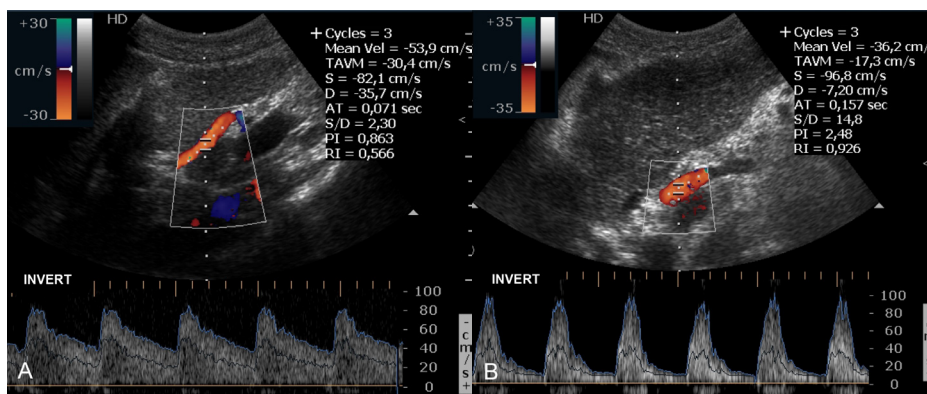 HD
+30
cm/s
-30
Cycles = 3
Mean Vel = -53,9 cm/s
TAVM = -30,4 cm/s
S = -82,1 cm/s
D = -35,7 cm/s
AT = 0,071 sec
S/D = 2,30
PI = 0,863
RI = 0,566
INVERT
100
80
60
40
20
0
A
HD
+35
cm/s
-35
Cycles = 3
Mean Vel = -36,2 cm/
TAVM = -17,3 cm/s
S = -96,8 cm/s
D = -7,20 cm/s
AT = 0,157 sec
S/D = 14,8
PI = 2,48
RI = 0,926
INVERT
- cm/s +
100
80
60
40
20
0
B